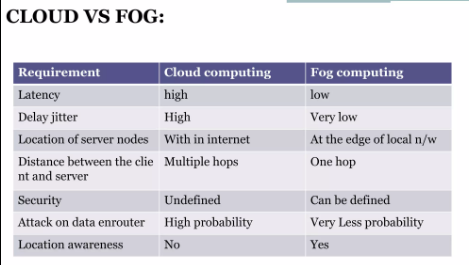 CLOUD VS FOG:
Requirement Cloud computing Fog computing
Latency high low
Delay jitter High Very low
Location of server nodes With in internet At the edge of local n/w
Distance between the clie Multiple hops One hop
nt and server
Security Undefined Can be defined
Attack on data enrouter High probability Very Less probability
Location awareness No Yes